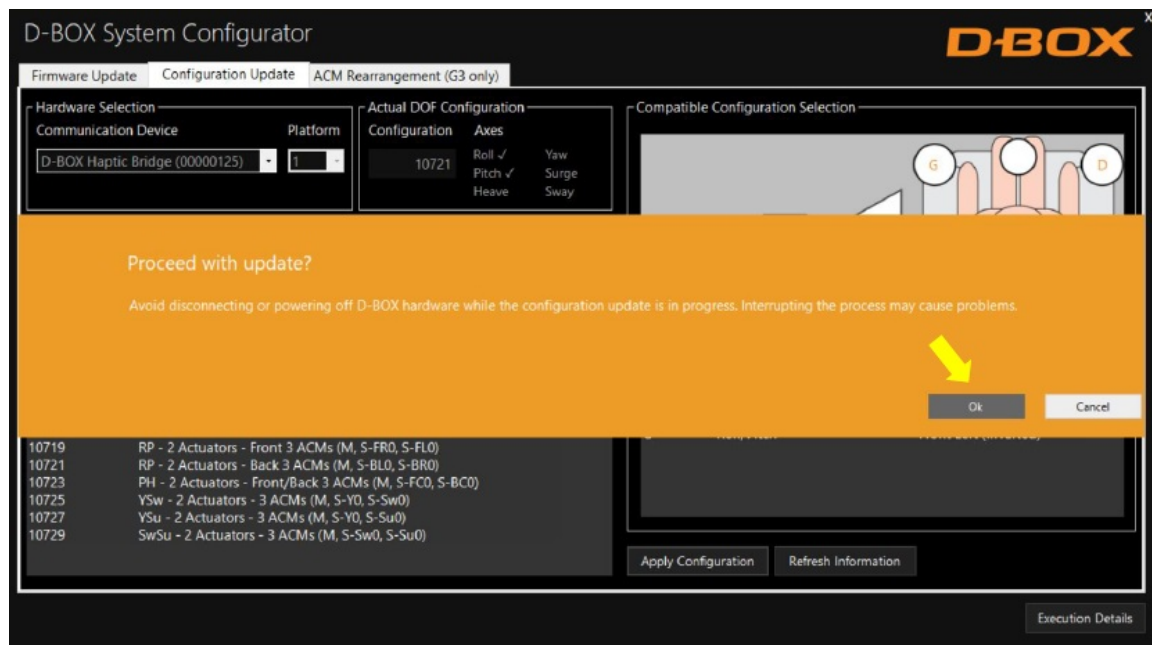 D-BOX System Configurator
X
D-BOX
Firmware Update
Configuration Update
ACM Rearrangement (G3 only)
Hardware Selection
Communication Device
Platform
D-BOX Haptic Bridge (00000125)
1
Actual DOF Configuration
Configuration
Axes
10721
Roll ✓
Yaw
Pitch ✓
Surge
Heave
Sway
Compatible Configuration Selection
G
D
Proceed with update?
Avoid disconnecting or powering off D-BOX hardware while the configuration update is in progress. Interrupting the process may cause problems.
Ok
Cancel
10719 RP - 2 Actuators - Front 3 ACMs (M, S-FR0, S-FL0)
10721 RP - 2 Actuators - Back 3 ACMs (M, S-BL0, S-BR0)
10723 PH - 2 Actuators - Front/Back 3 ACMs (M, S-FC0, S-BC0)
10725 YSw - 2 Actuators - 3 ACMs (M, S-Y0, S-Sw0)
10727 YSu - 2 Actuators - 3 ACMs (M, S-Y0, S-Su0)
10729 SwSu - 2 Actuators - 3 ACMs (M, S-Sw0, S-Su0)
Apply Configuration
Refresh Information
Execution Details